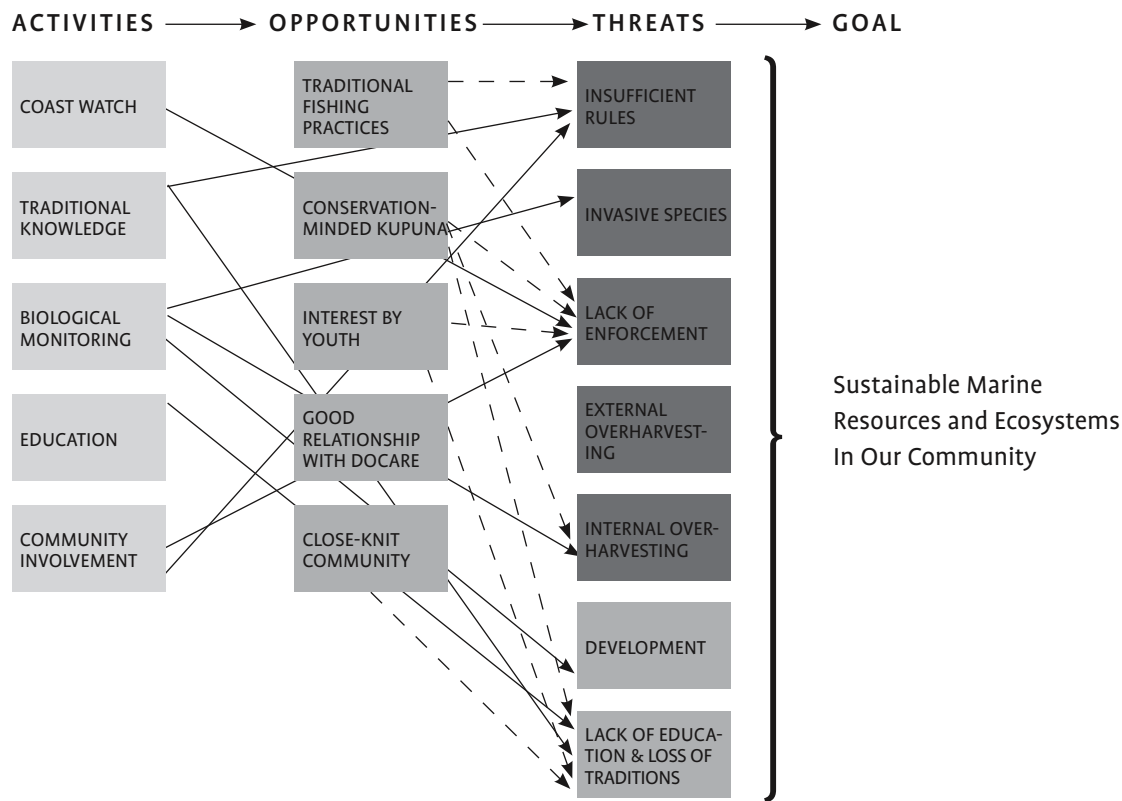 ACTIVITIES OPPORTUNITIES THREATS GOAL
COAST WATCH
TRADITIONAL
KNOWLEDGE
BIOLOGICAL
MONITORING
EDUCATION
COMMUNITY
INVOLVEMENT
TRADITIONAL
FISHING
PRACTICES
CONSERVATION-
MINDED KUPUNA
INTEREST BY
YOUTH
GOOD
RELATIONSHIP
WITH DOCARE
CLOSE-KNIT
COMMUNITY
INSUFFICIENT
RULES
INVASIVE SPECIES
LACK OF
ENFORCEMENT
EXTERNAL
OVERHARVEST-
ING
INTERNAL OVER-
HARVESTING
DEVELOPMENT
LACK OF EDUCA-
TION & LOSS OF
TRADITIONS
Sustainable Marine
Resources and Ecosystems
In Our Community